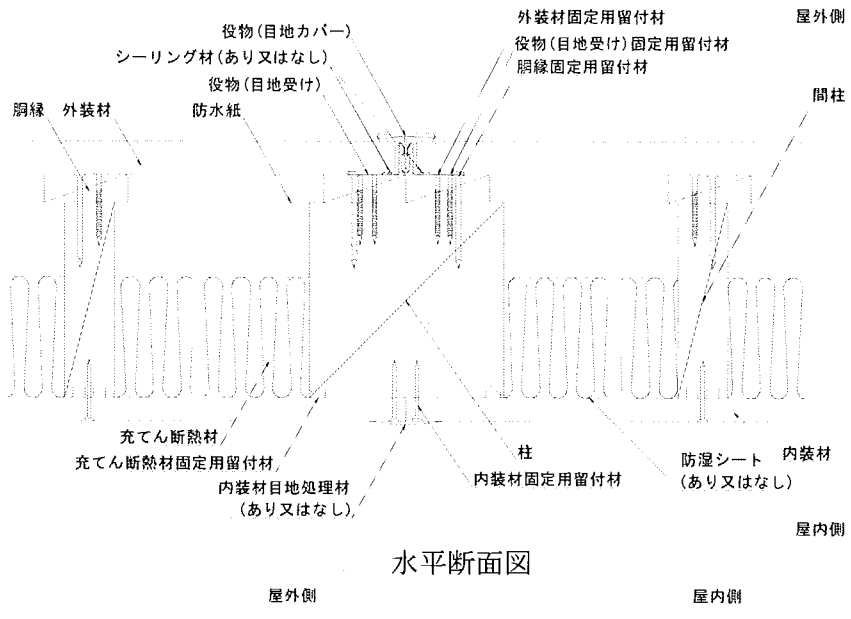 外装材固定用留付材
屋外側
役物(目地カバー)
役物(目地受け)固定用留付材
シーリング材(あり又はなし)
胴縁固定用留付材
役物(目地受け)
間柱
胴縁
外装材
防水紙
充てん断熱材
柱
内装材
防湿シート
充てん断熱材固定用留付材
内装材固定用留付材
(あり又はなし)
内装材目地処理材
(あり又はなし)
屋内側
水平断面図
屋外側
屋内側